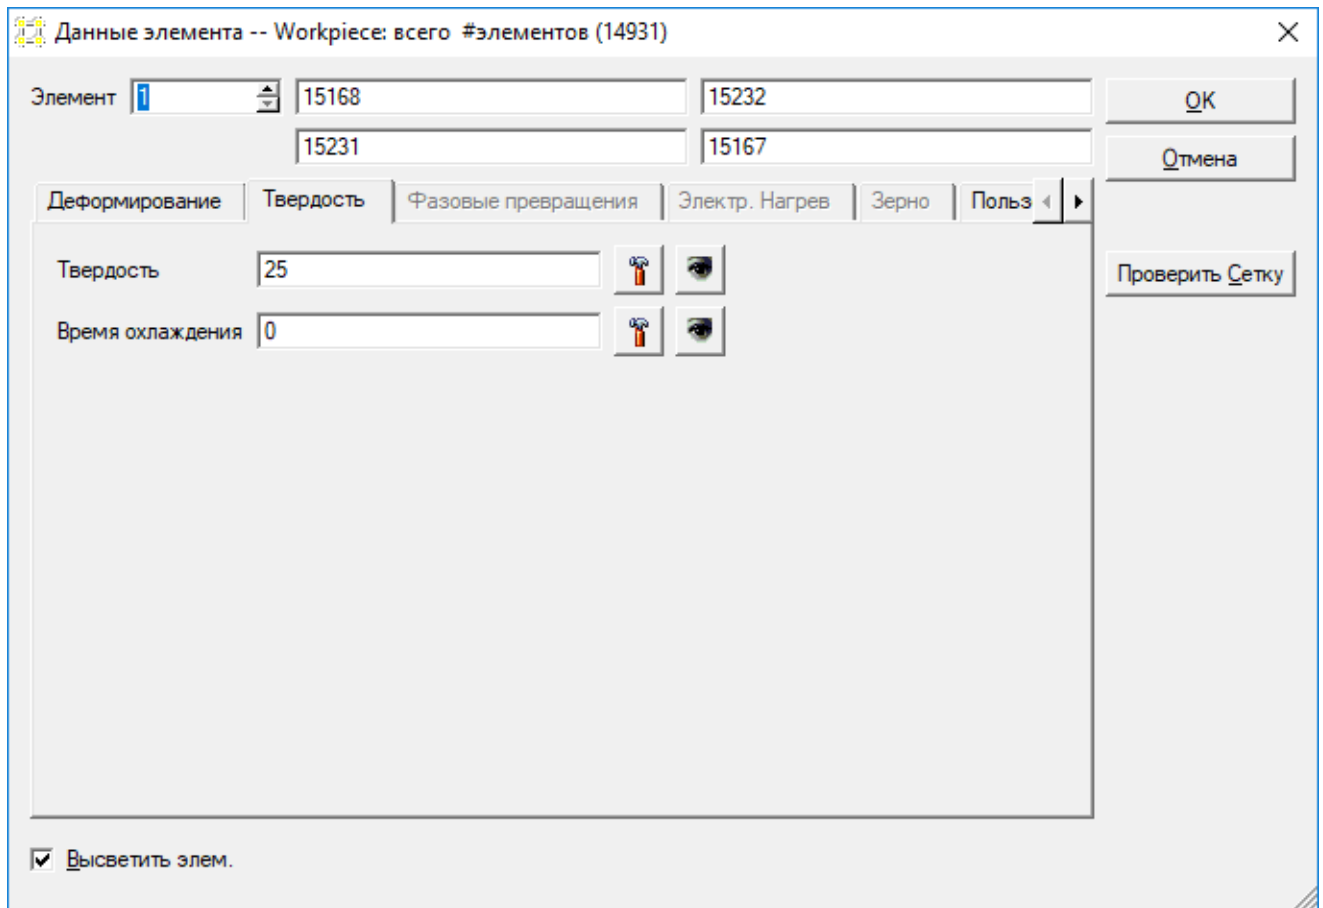 Данные элемента -- Workpiece: всего #элементов (14931)
Элемент 1 15168 15232 OK
15231 15167 Отмена
Деформирование Твердость Фазовые превращения Электр. Нагрев Зерно Польз
Твердость 25 Проверить Сетку
Время охлаждения 0
Высветить элем.